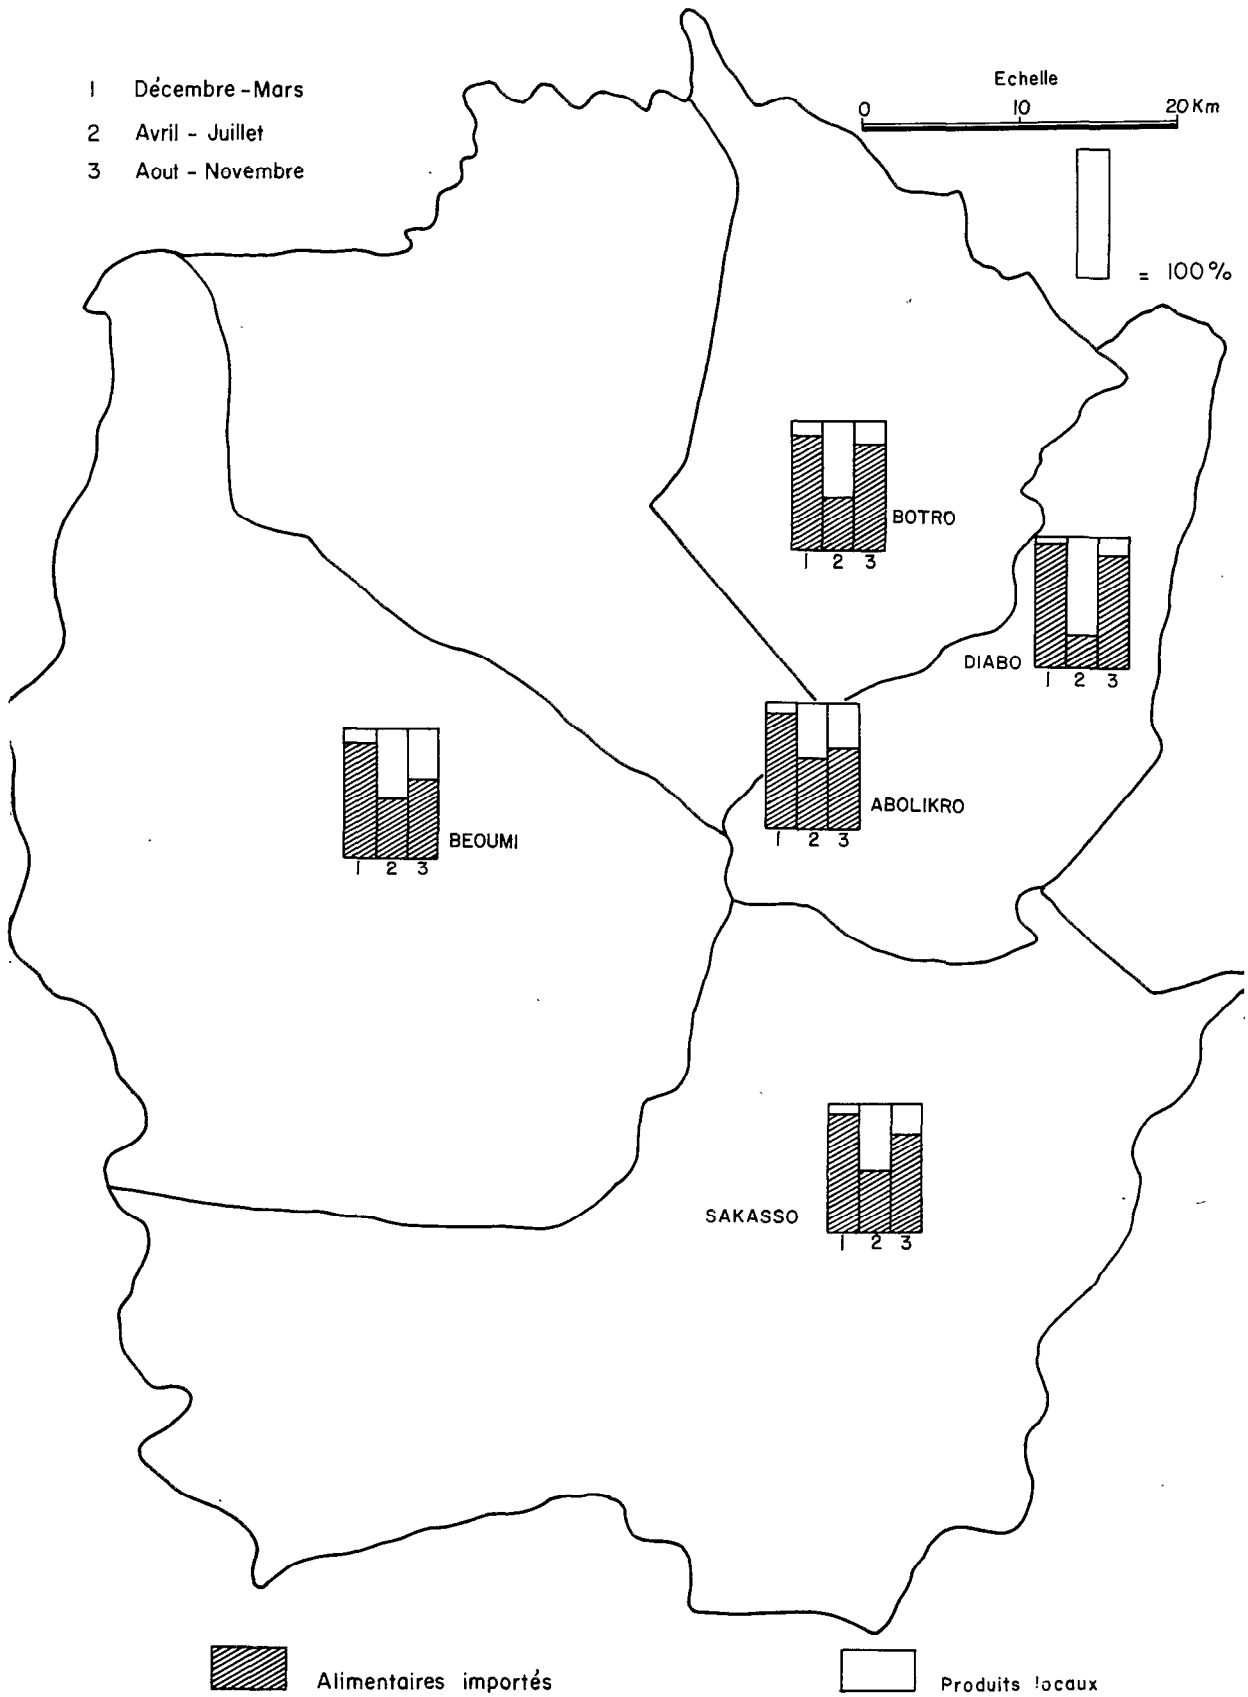 1 Décembre - Mars
2 Avril - Juillet
3 Aout - Novembre
Echelle
0 10 20 Km
= 100 %
BOTRO
1 2 3
DIABO
1 2 3
ABOLIKRO
1 2 3
BEOUMI
1 2 3
SAKASSO
1 2 3
Alimentaires importés
Produits locaux